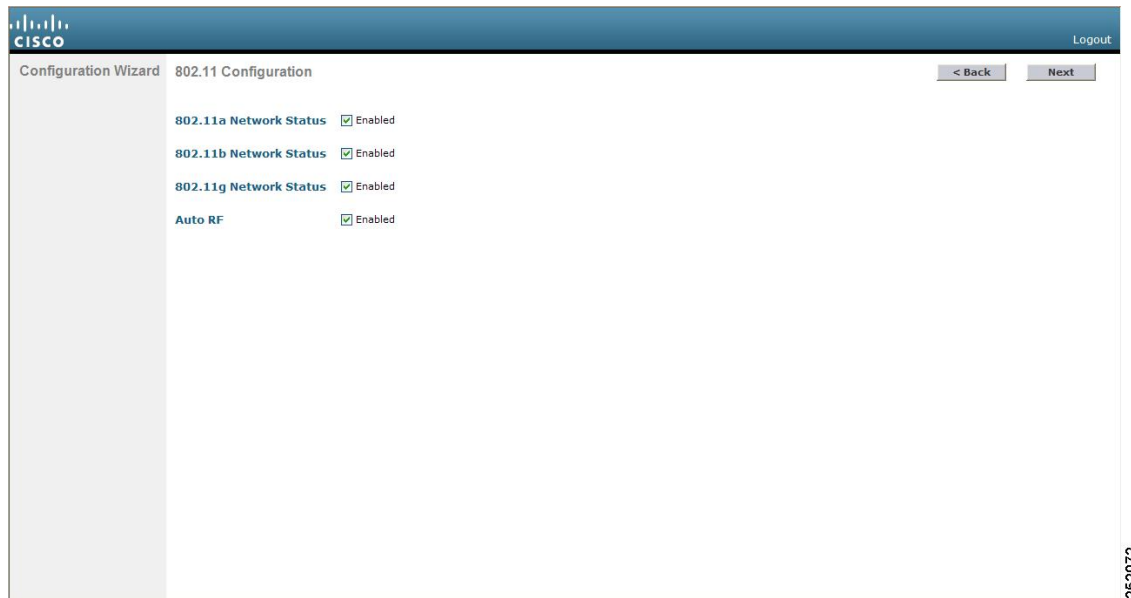 CISCO
Logout
Configuration Wizard
802.11 Configuration
< Back
Next
802.11a Network Status
Enabled
802.11b Network Status
Enabled
802.11g Network Status
Enabled
Auto RF
Enabled